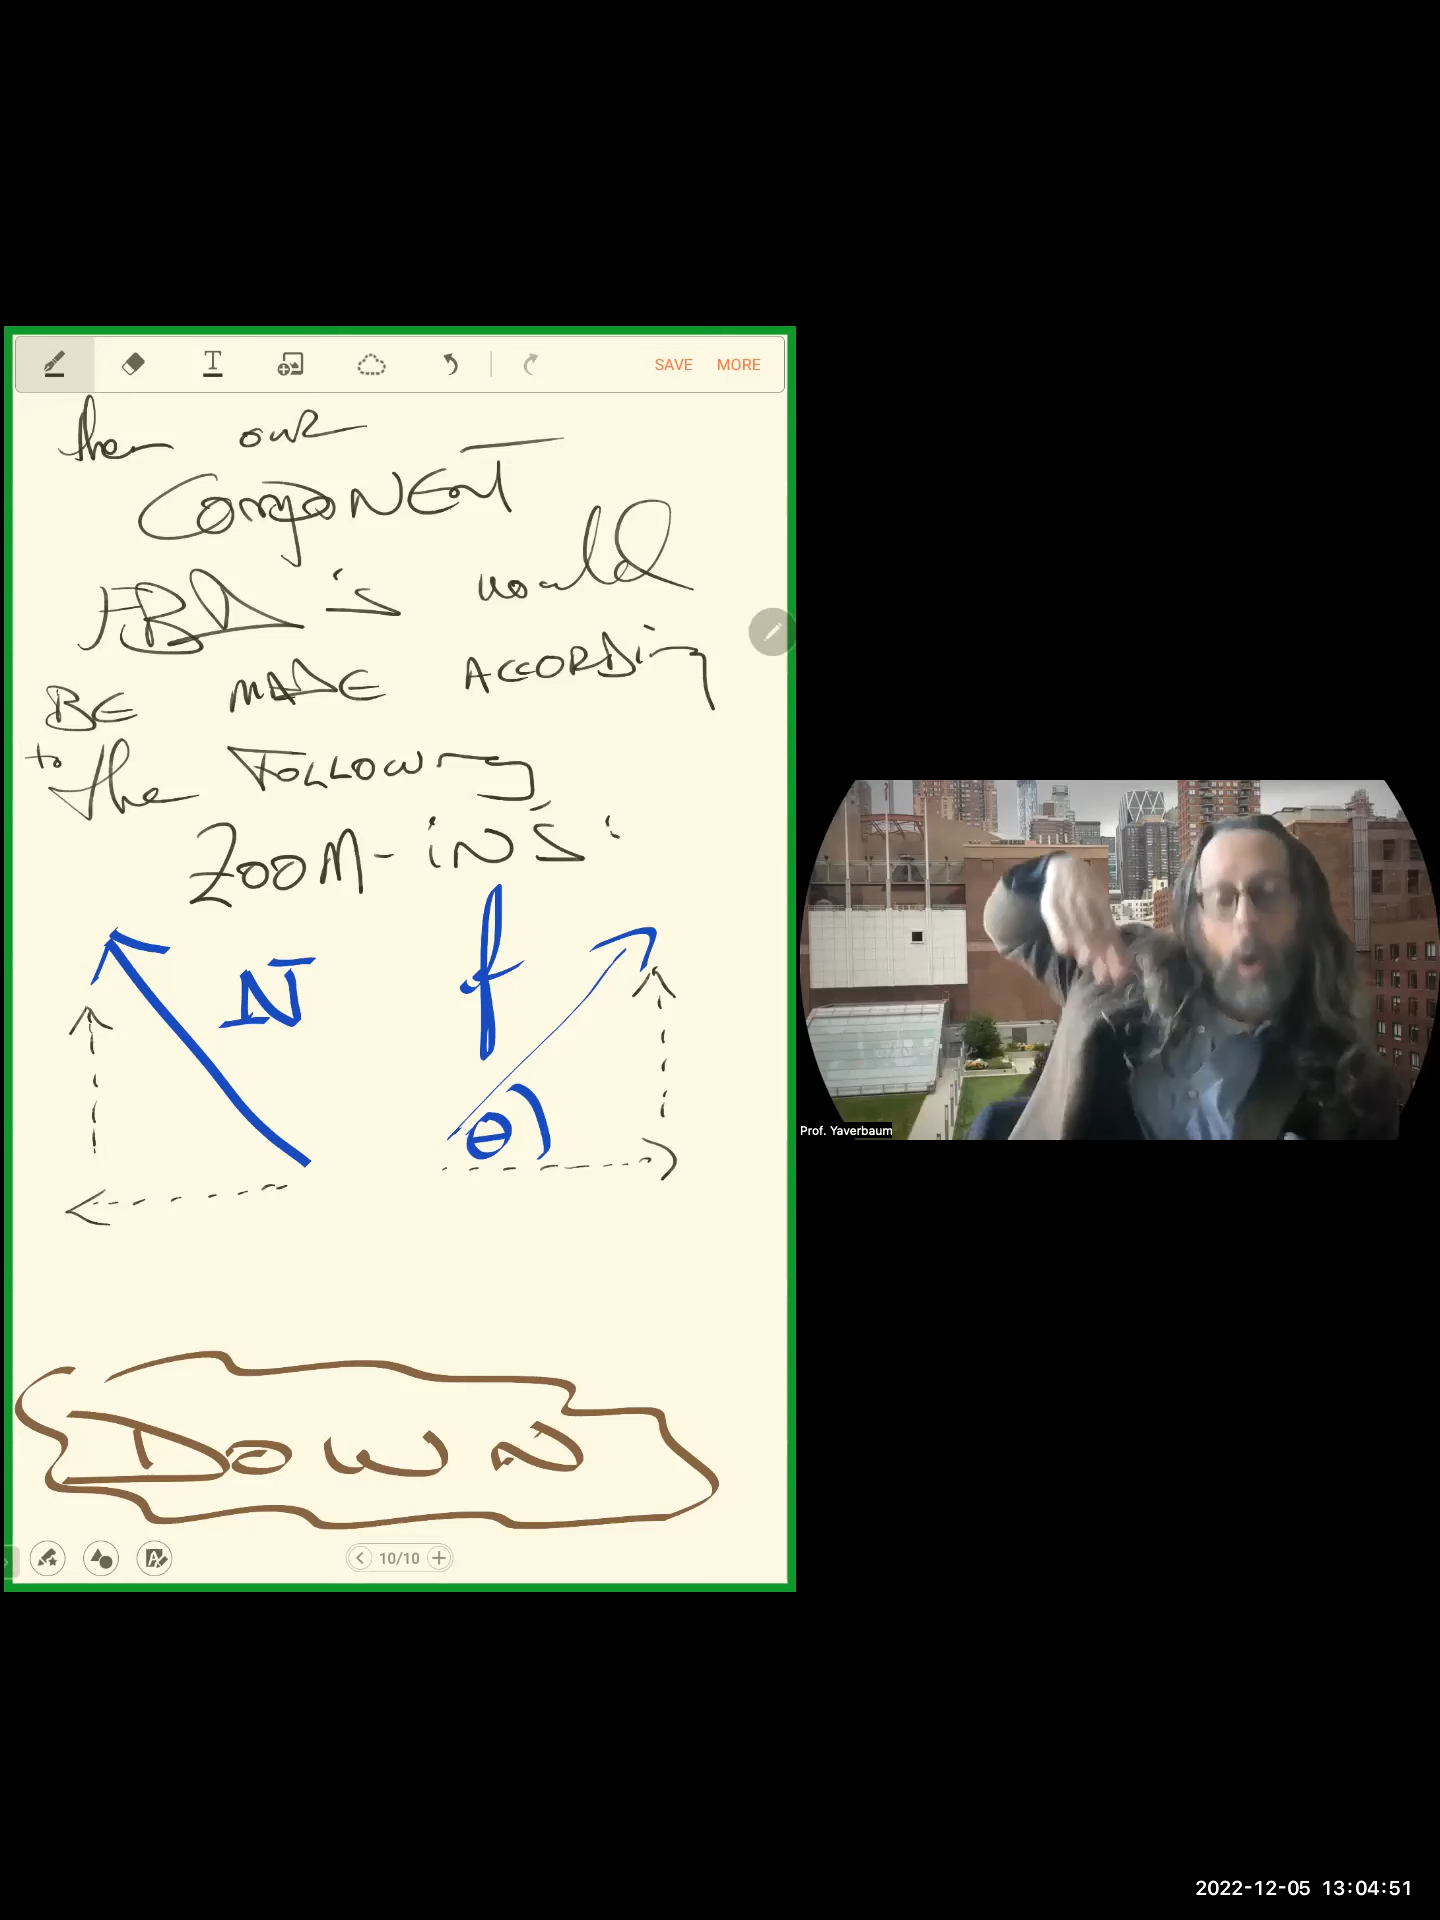 SAVE MORE
then our
COMPONENT
FBD's would
BE MADE ACCORDing
to the FOLLOWing
ZOOM-iNS:
N f
θ
DOWN
10/10
Prof. Yaverbaum
2022-12-05 13:04:51